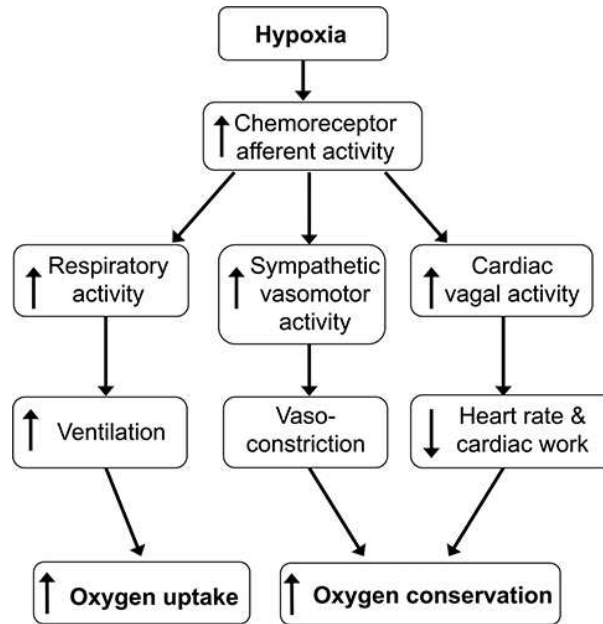 Hypoxia
↑ Chemoreceptor
afferent activity
↑ Respiratory
activity
↑ Sympathetic
vasomotor
activity
↑ Cardiac
vagal activity
↑ Ventilation
Vaso-
constriction
↓ Heart rate &
cardiac work
↑ Oxygen uptake
↑ Oxygen conservation